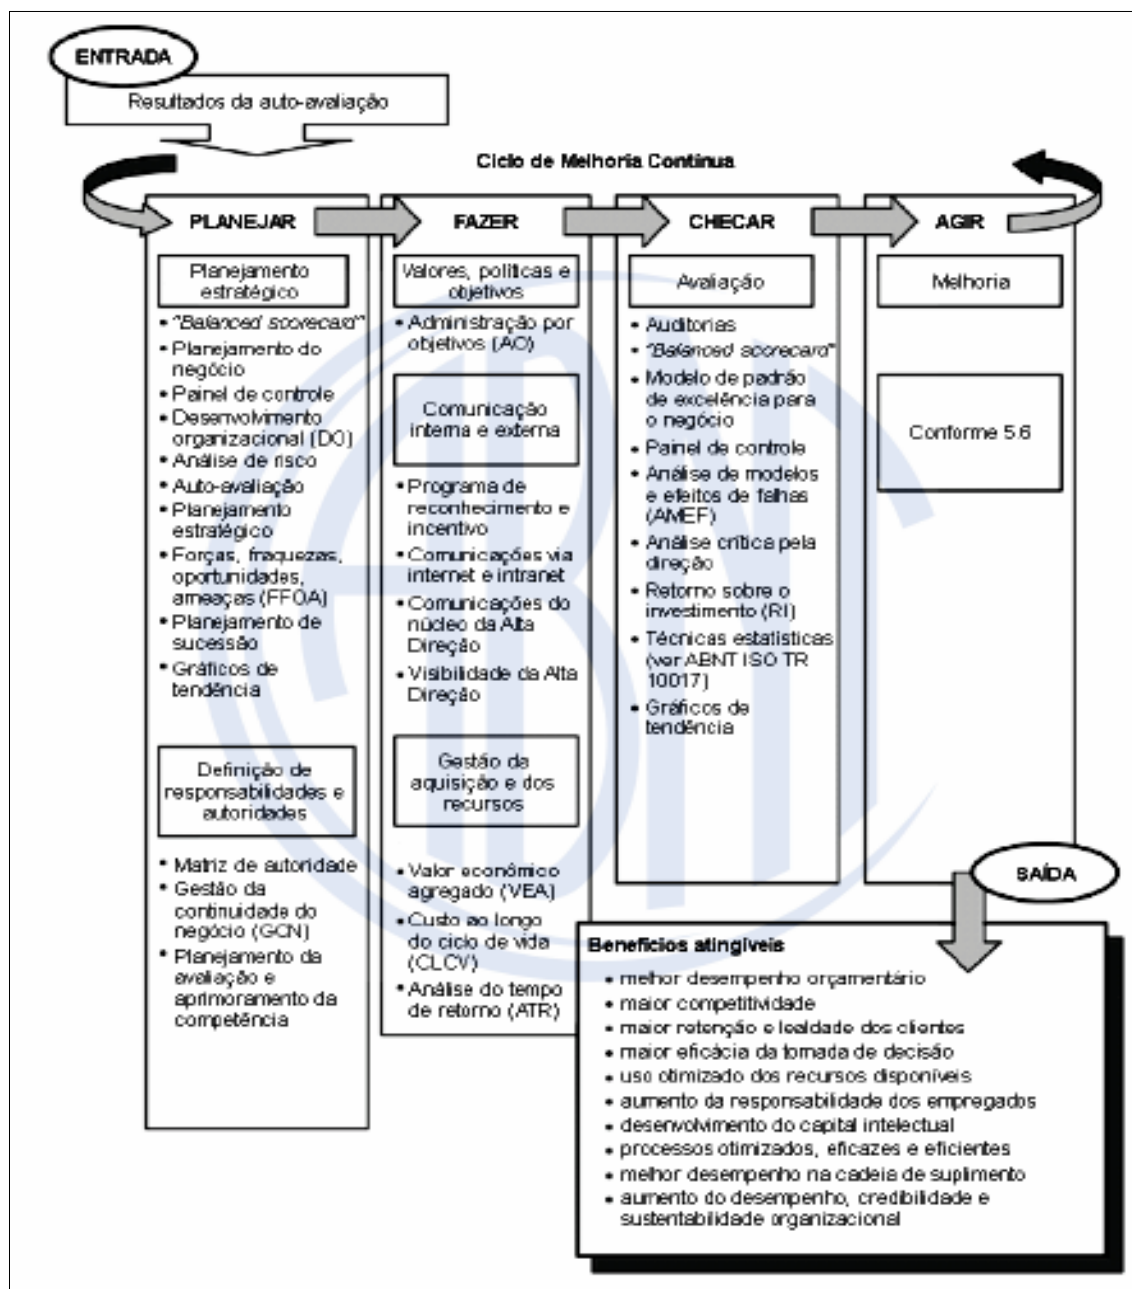 ENTRADA
Resultados da auto-avaliação
Ciclo de Melhoria Contínua
PLANEJAR
Planejamento
estratégico
• "Balanced scorecard"
• Planejamento do
negócio
• Painel de controle
• Desenvolvimento
organizacional (DO)
• Análise de risco
• Auto-avaliação
• Planejamento
estratégico
• Forças, fraquezas,
oportunidades,
ameaças (FFOA)
• Planejamento de
sucessão
• Gráficos de
tendência
Definição de
responsabilidades e
autoridades
• Matriz de autoridade
• Gestão da
continuidade do
negócio (GCN)
• Planejamento da
avaliação e
aprimoramento da
competência
FAZER
Valores, políticas e
objetivos
• Administração por
objetivos (AO)
Comunicação
interna e externa
• Programa de
reconhecimento e
incentivo
• Comunicações via
internet e intranet
• Comunicações do
núcleo da Alta
Direção
• Visibilidade da Alta
Direção
Gestão da
aquisição e dos
recursos
• Valor econômico
agregado (VEA)
• Custo ao longo
do ciclo de vida
(CLCV)
• Análise do tempo
de retorno (ATR)
CHECAR
Avaliação
• Auditorias
• "Balanced scorecard"
• Modelo de padrão
de excelência para
o negócio
• Painel de controle
• Análise de modelos
e efeitos de falhas
(AMEF)
• Análise crítica pela
direção
• Retorno sobre o
investimento (RI)
• Técnicas estatísticas
(ver ABNT ISO TR
10017)
• Gráficos de
tendência
AGIR
Melhoria
Conforme 5.6
SAÍDA
Benefícios atingíveis
• melhor desempenho orçamentário
• maior competitividade
• maior retenção e lealdade dos clientes
• maior eficácia da tomada de decisão
• uso otimizado dos recursos disponíveis
• aumento da responsabilidade dos empregados
• desenvolvimento do capital intelectual
• processos otimizados, eficazes e eficientes
• melhor desempenho na cadeia de suplimento
• aumento do desempenho, credibilidade e
sustentabilidade organizacional
ABNT